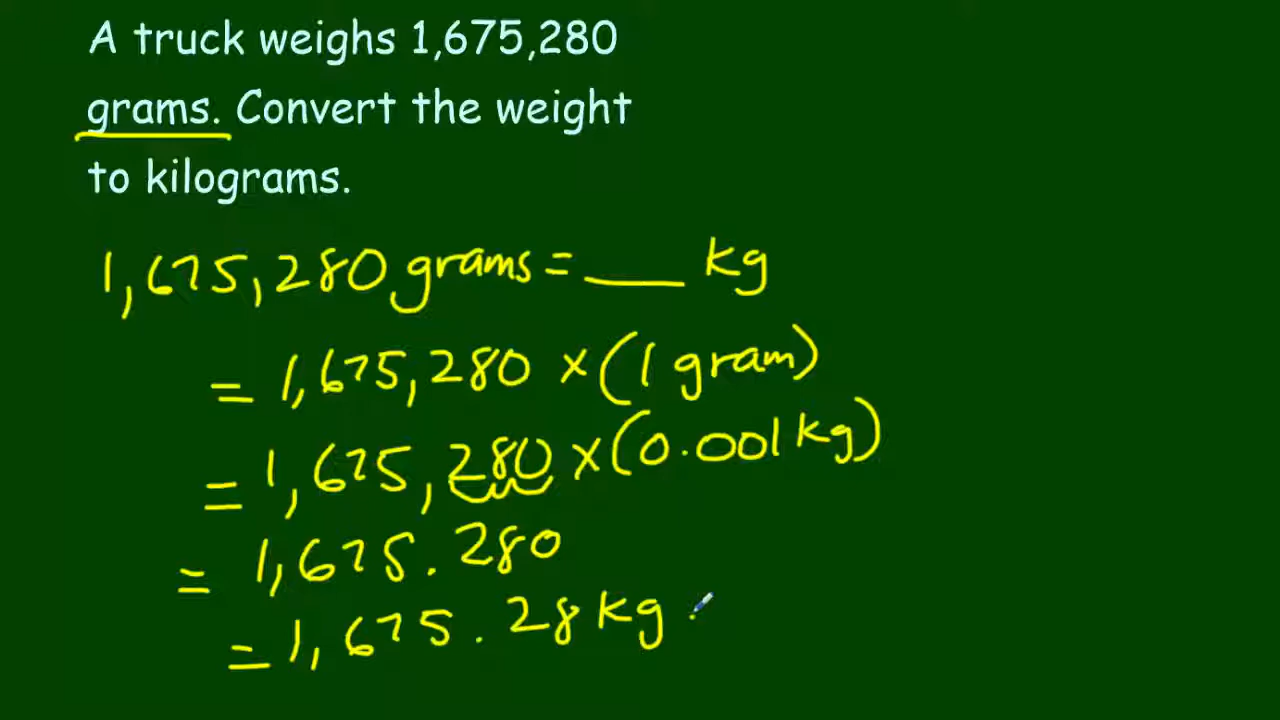 A truck weighs 1,675,280
grams. Convert the weight
to kilograms.
1,675,280 grams = ___ kg
= 1,675,280 × (1 gram)
= 1,675,280 × (0.001 kg)
= 1,675.280
= 1,675.28 kg.